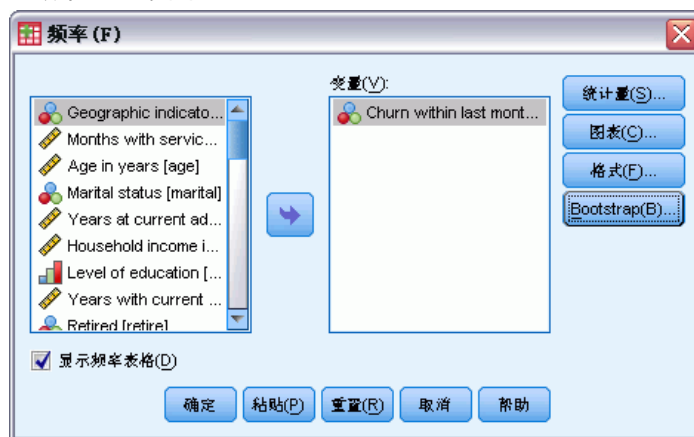 频率(F)
变量(V):
Geographic indicato...
Months with servic...
Age in years [age]
Marital status [marital]
Years at current ad...
Household income i...
Level of education [...
Years with current ...
Retired [retire]
Churn within last mont...
统计量(S)...
图表(C)...
格式(F)...
Bootstrap(B)...
显示频率表格(D)
确定
粘贴(P)
重置(R)
取消
帮助